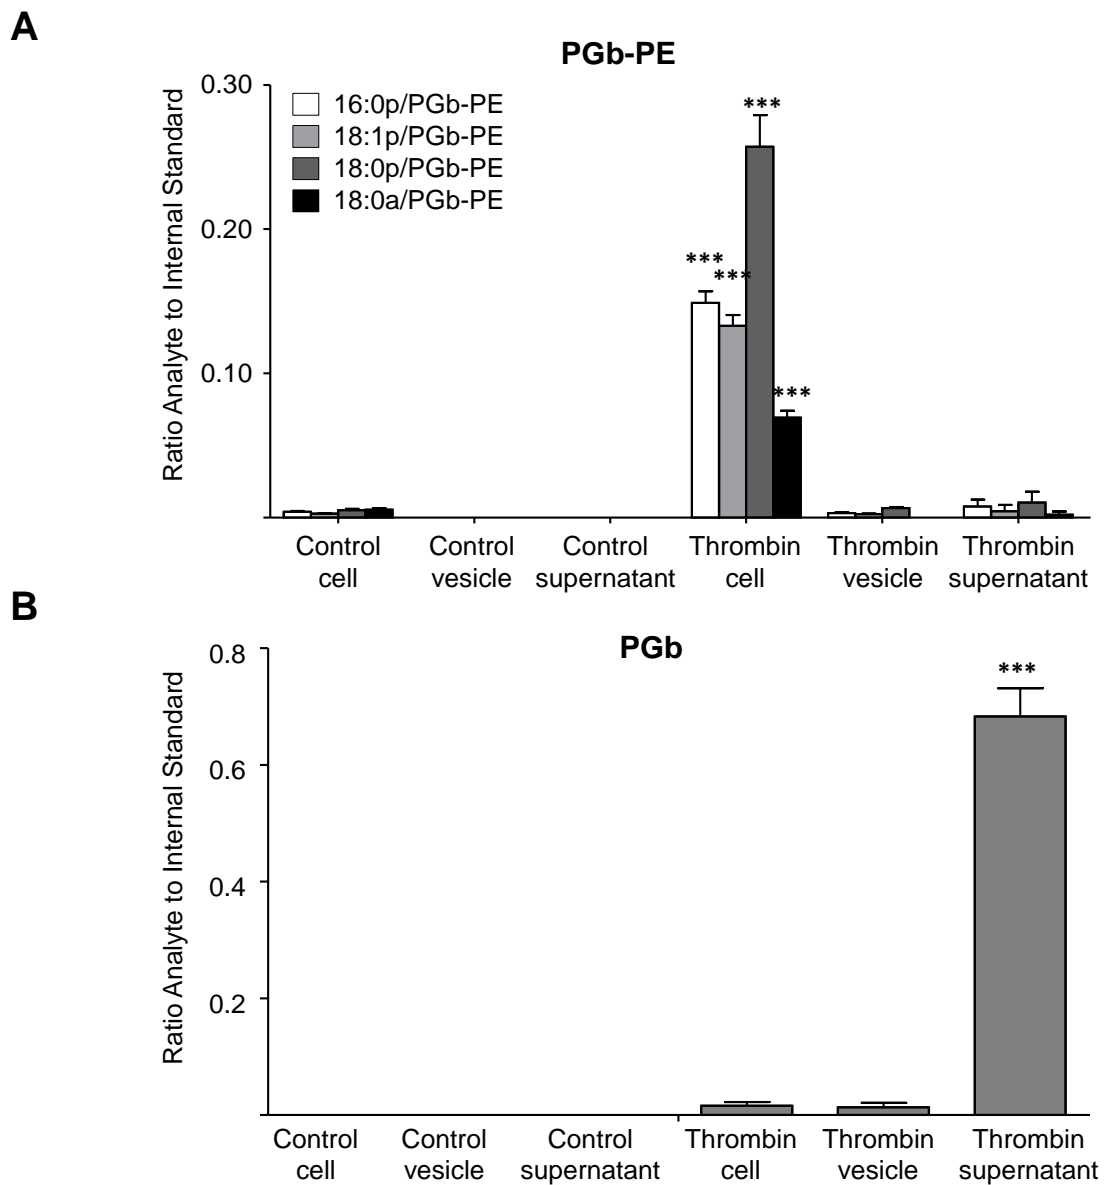 A
PGb-PE
Ratio Analyte to Internal Standard
0.30
0.20
0.10
16:0p/PGb-PE
18:1p/PGb-PE
18:0p/PGb-PE
18:0a/PGb-PE
***
***
***
***
Control
cell
Control
vesicle
Control
supernatant
Thrombin
cell
Thrombin
vesicle
Thrombin
supernatant
B
PGb
Ratio Analyte to Internal Standard
0.8
0.6
0.4
0.2
***
Control
cell
Control
vesicle
Control
supernatant
Thrombin
cell
Thrombin
vesicle
Thrombin
supernatant